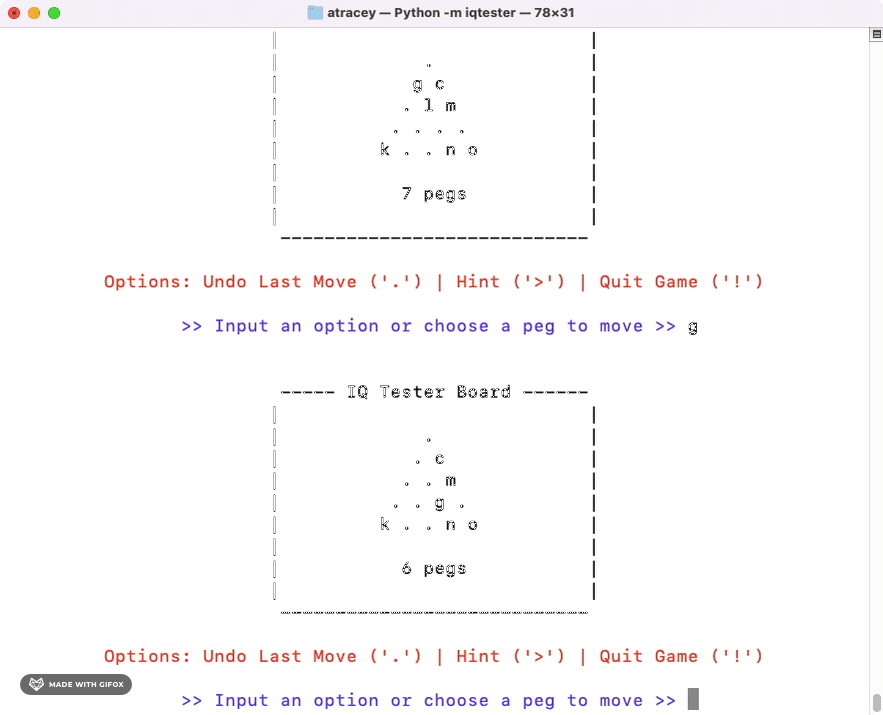 atracey — Python -m iqtester — 78×31
.
g c
. l m
. . . .
k . . n o
7 pegs
----------------------------
Options: Undo Last Move ('.') | Hint ('>') | Quit Game ('!')
>> Input an option or choose a peg to move >> g
----- IQ Tester Board ------
.
. c
. . m
. . g .
k . . n o
6 pegs
----------------------------
Options: Undo Last Move ('.') | Hint ('>') | Quit Game ('!')
MADE WITH GIFOX
>> Input an option or choose a peg to move >>